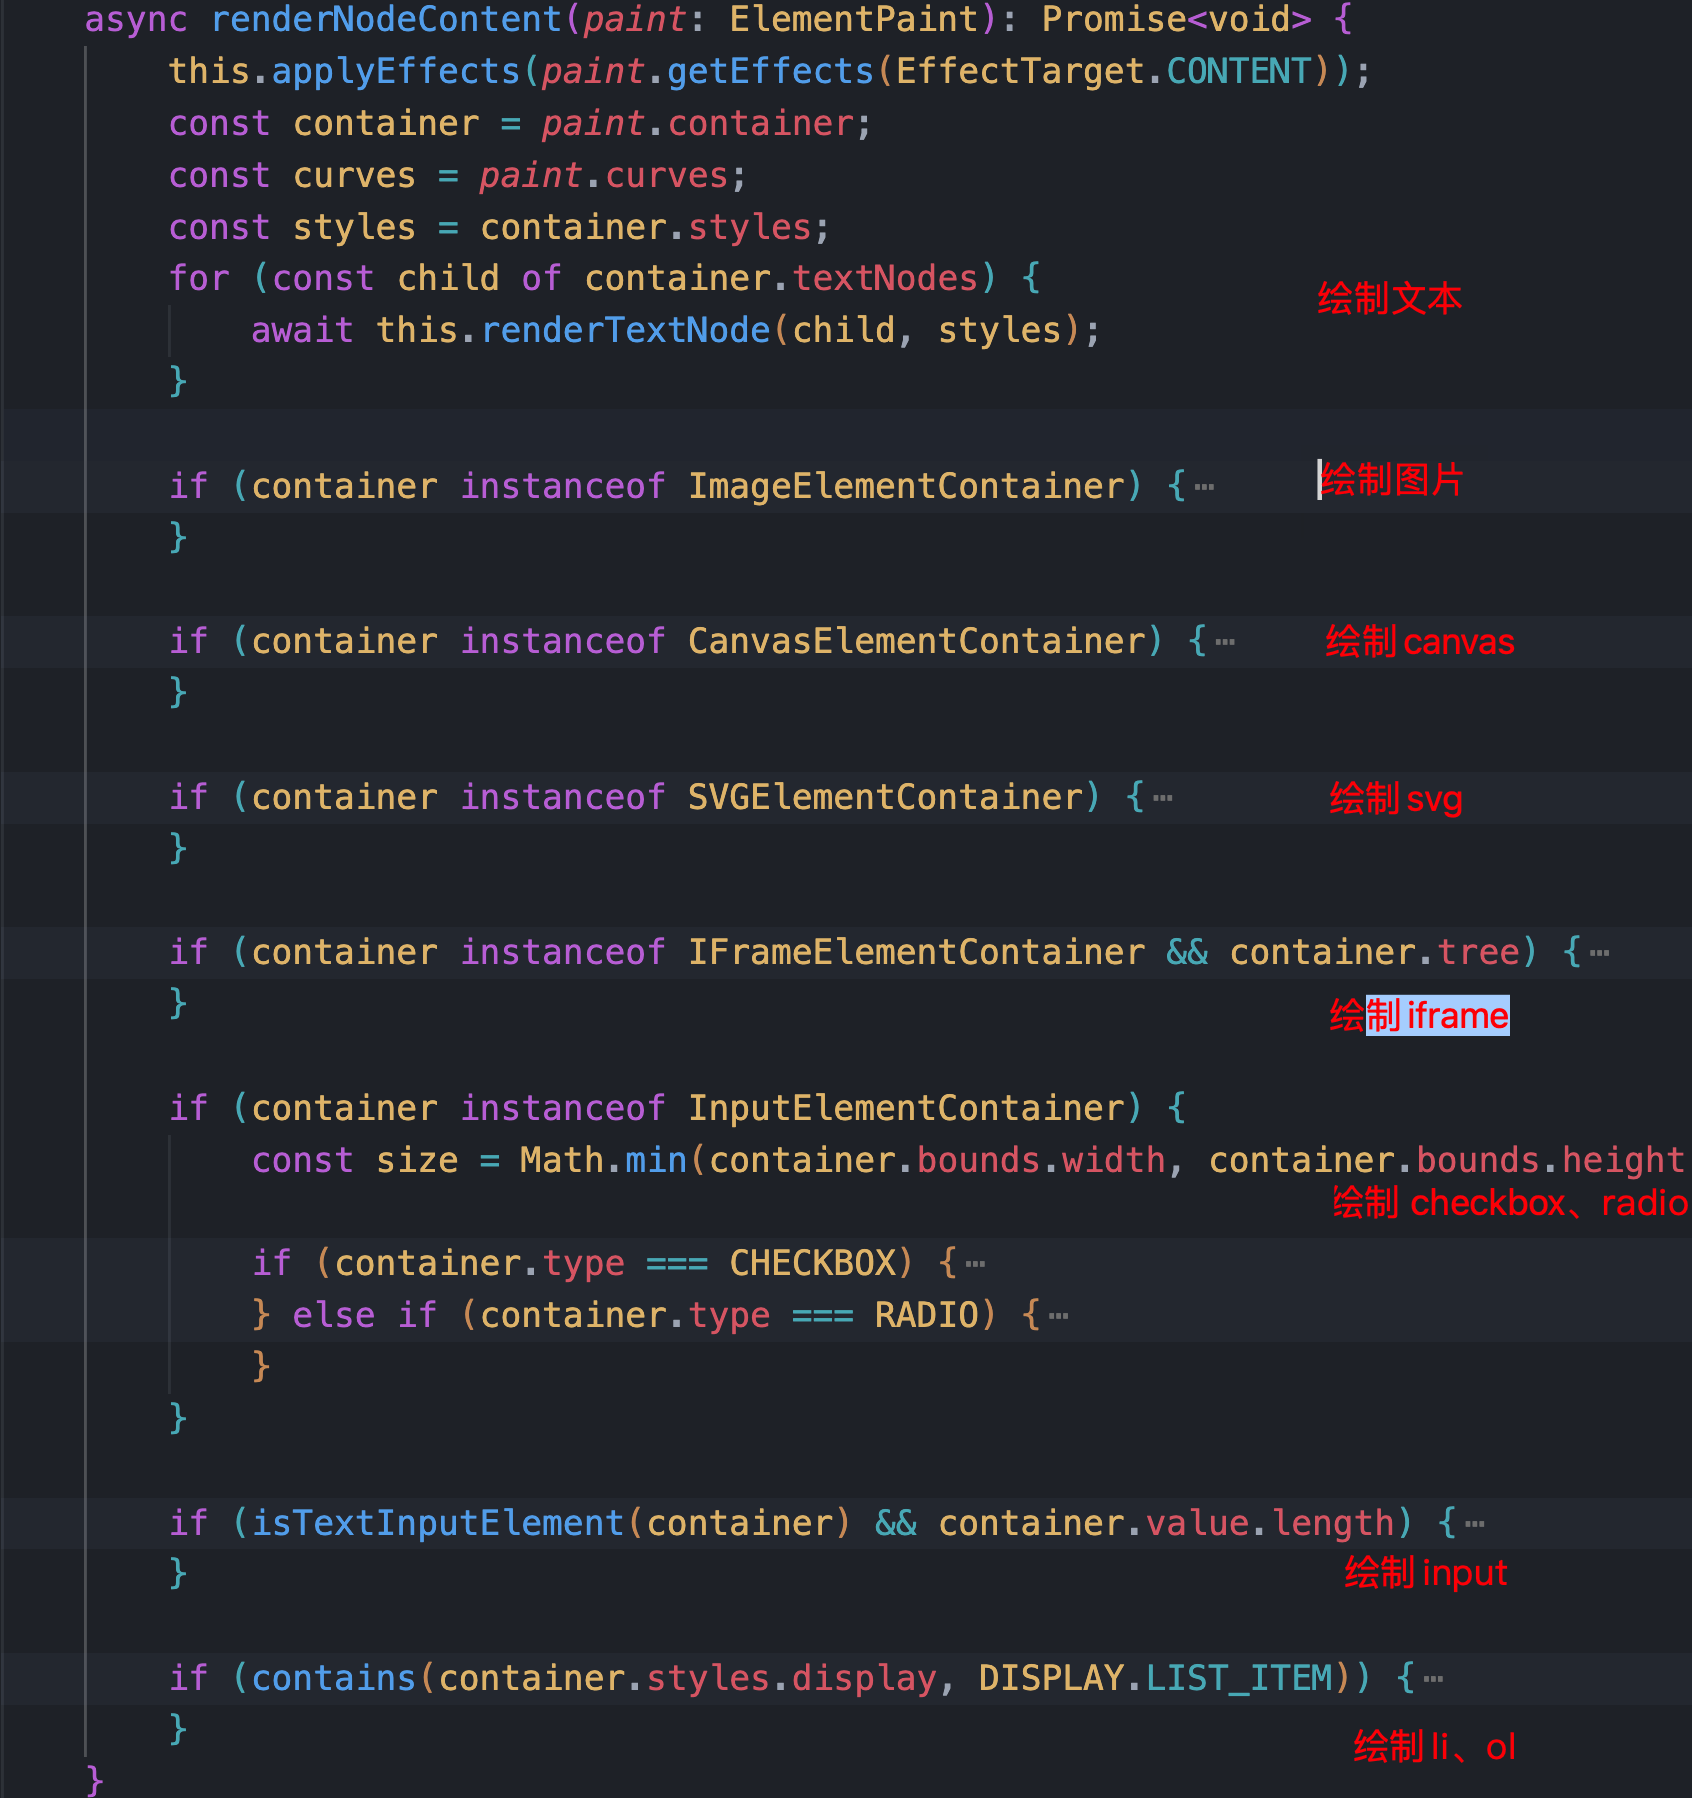 async renderNodeContent(paint: ElementPaint): Promise<void> {
this.applyEffects(paint.getEffects(EffectTarget.CONTENT));
const container = paint.container;
const curves = paint.curves;
const styles = container.styles;
for (const child of container.textNodes) {
绘制文本
await this.renderTextNode(child, styles);
}
if (container instanceof ImageElementContainer) {… 绘制图片
}
if (container instanceof CanvasElementContainer) {… 绘制 canvas
}
if (container instanceof SVGElementContainer) {… 绘制 svg
}
if (container instanceof IFrameElementContainer && container.tree) {…
}
绘制 iframe
if (container instanceof InputElementContainer) {
const size = Math.min(container.bounds.width, container.bounds.height
绘制 checkbox、radio
if (container.type === CHECKBOX) {…
} else if (container.type === RADIO) {…
}
}
if (isTextInputElement(container) && container.value.length) {…
} 绘制 input
if (contains(container.styles.display, DISPLAY.LIST_ITEM)) {…
}
绘制 li、ol
}